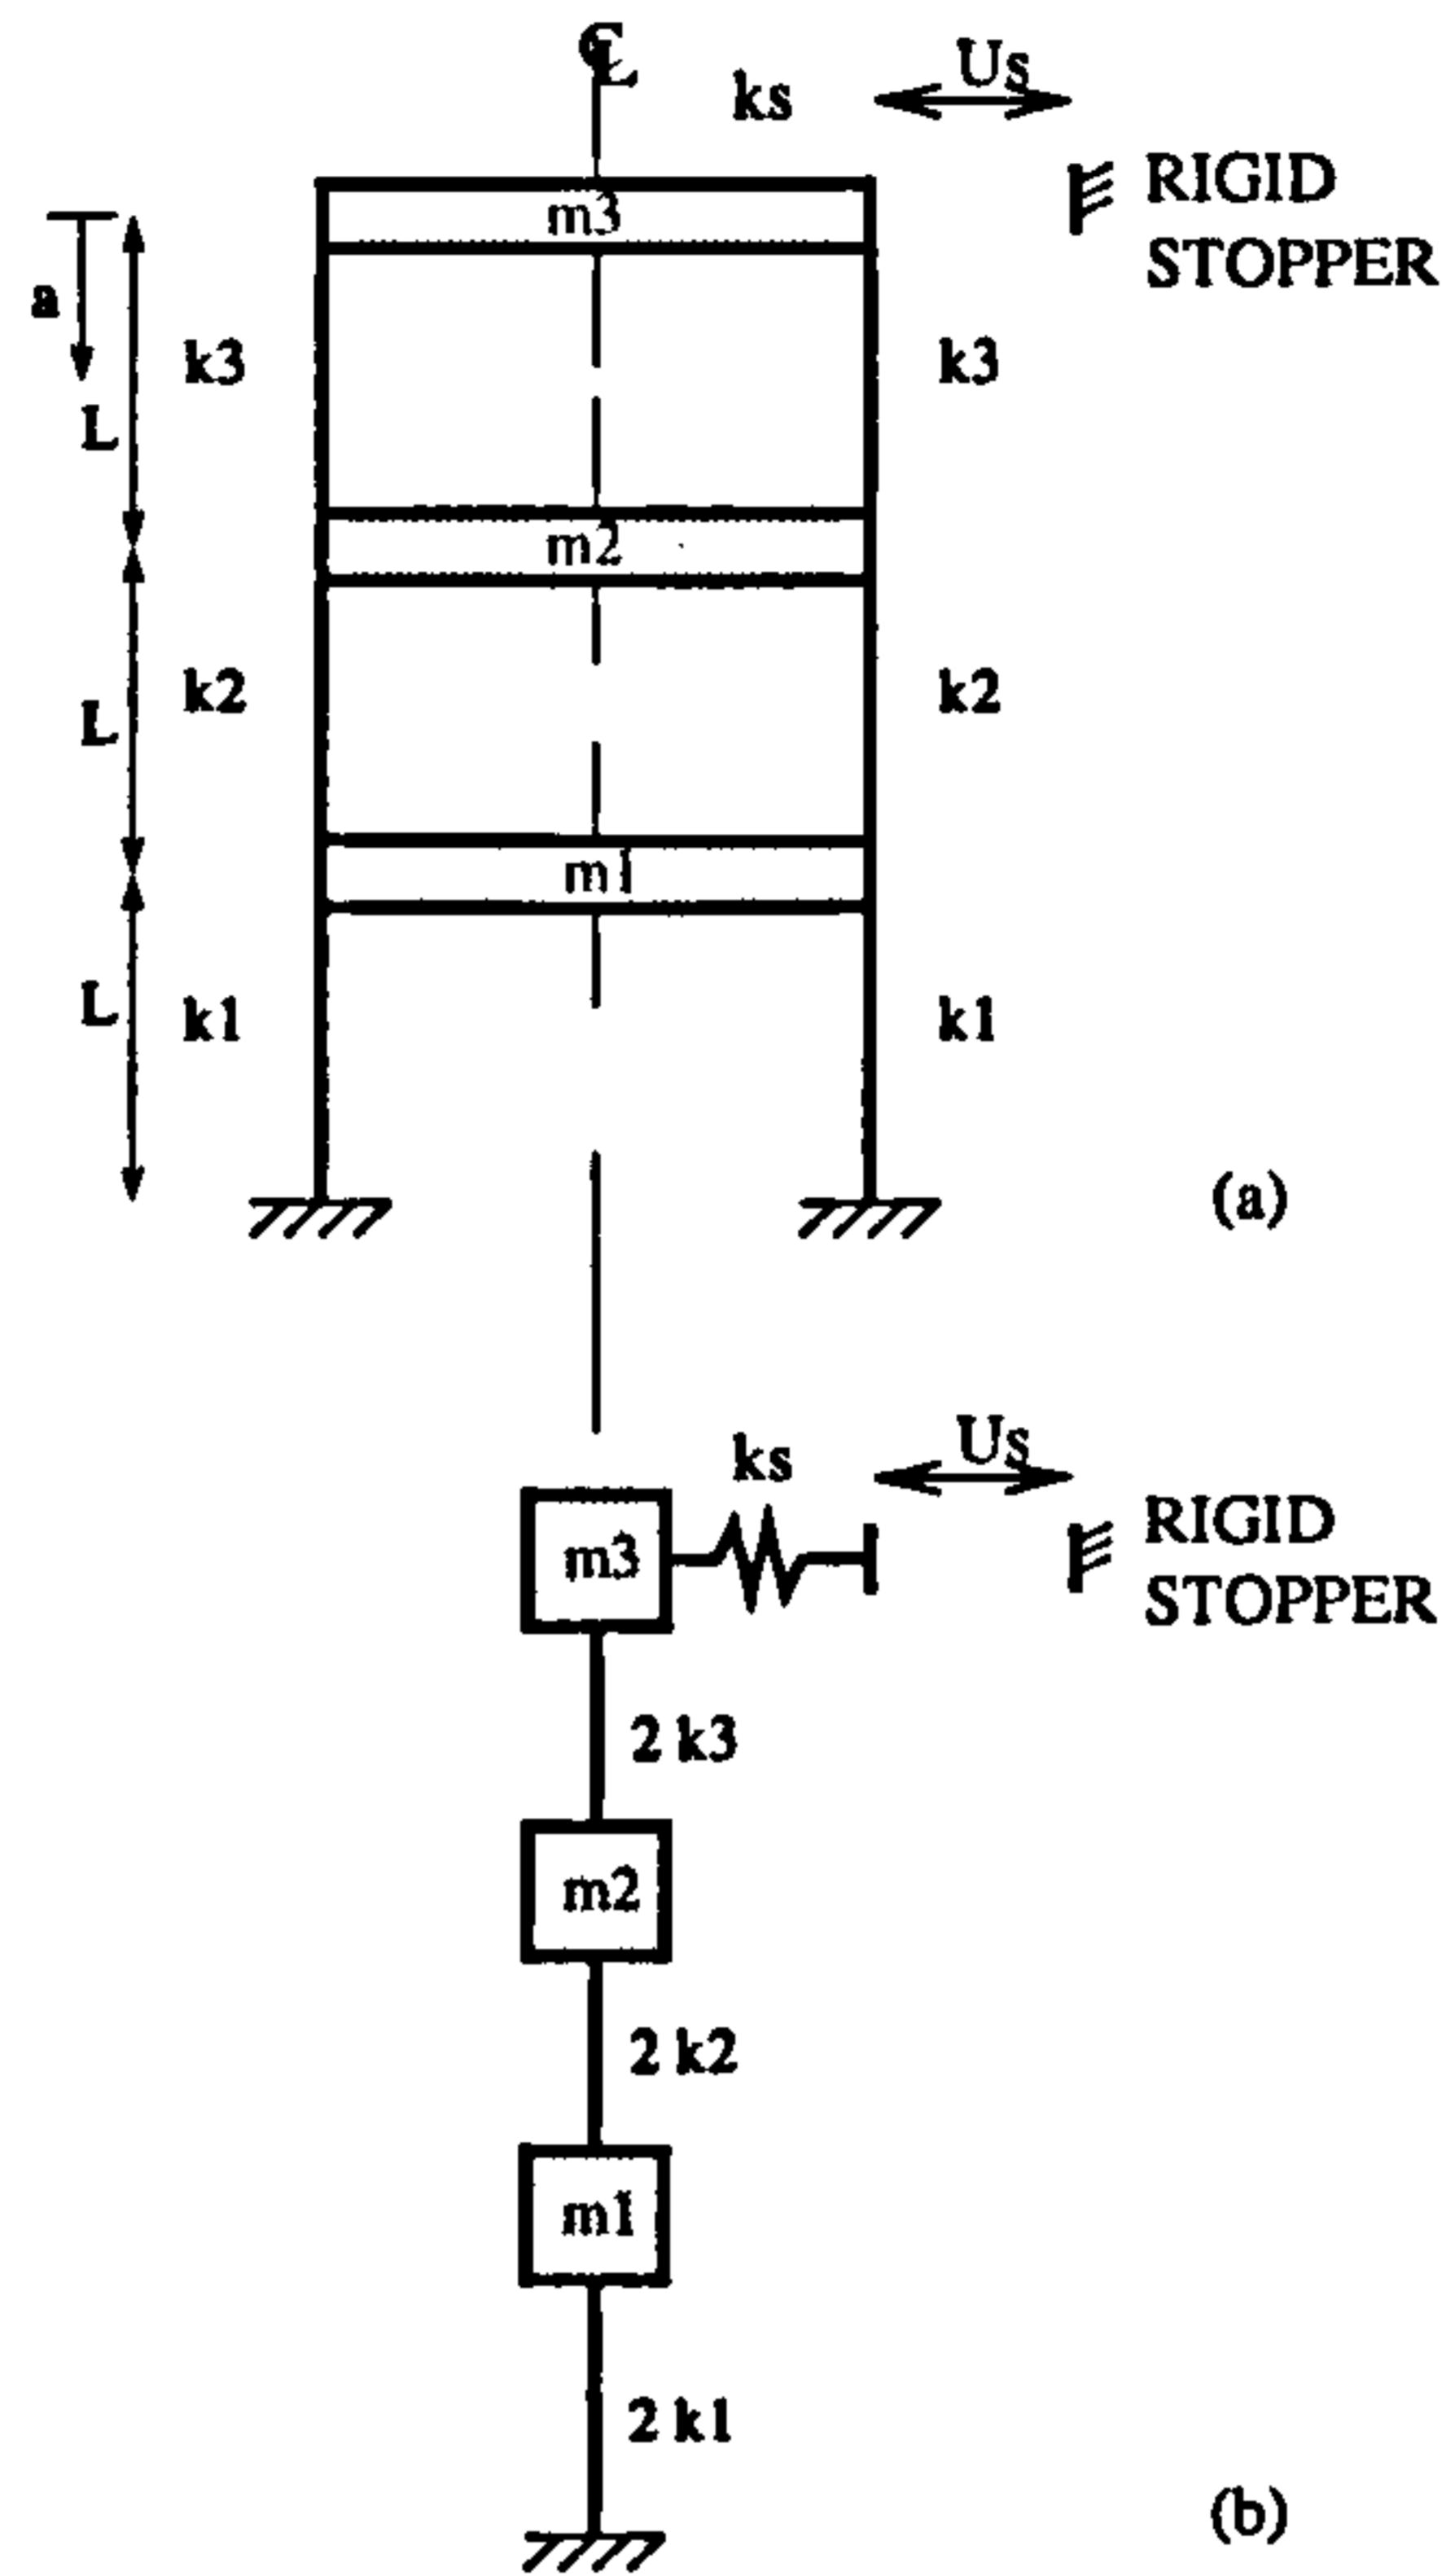 ℄
ks
Us
RIGID
STOPPER
m3
a
k3
k3
L
m2
k2
k2
L
m1
L
k1
k1
(a)
ks
Us
RIGID
STOPPER
m3
2 k3
m2
2 k2
m1
2 k1
(b)